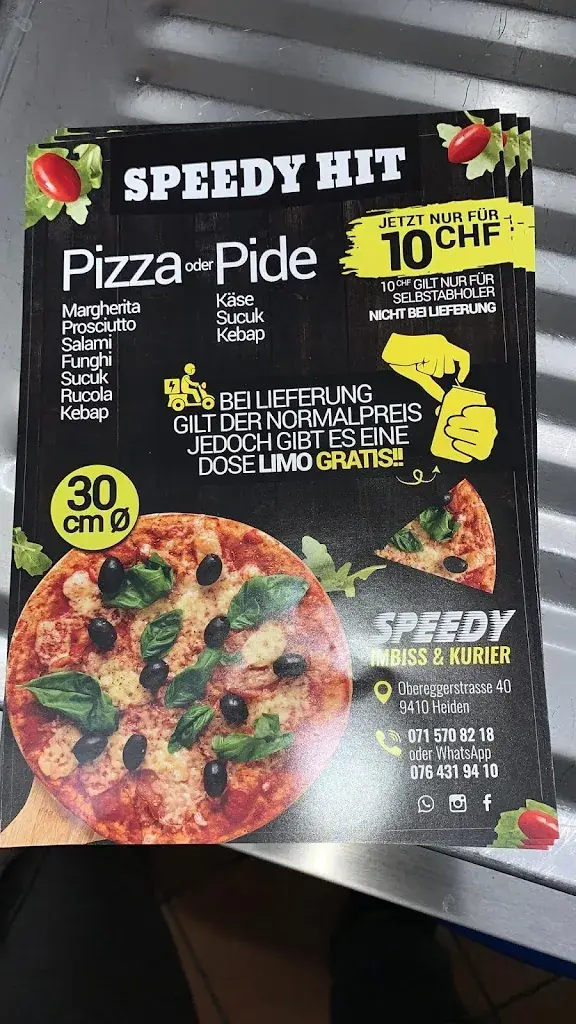 SPEEDY HIT
JETZT NUR FÜR
10 CHF
10 CHF GILT NUR FÜR
SELBSTABHOLER
NICHT BEI LIEFERUNG
Pizza oder Pide
Margherita
Prosciutto
Salami
Funghi
Sucuk
Rucola
Kebap
Käse
Sucuk
Kebap
BEI LIEFERUNG
GILT DER NORMALPREIS
JEDOCH GIBT ES EINE
DOSE LIMO GRATIS!!
30
cm Ø
SPEEDY
IMBISS & KURIER
Obereggerstrasse 40
9410 Heiden
071 570 82 18
oder WhatsApp
076 431 94 10